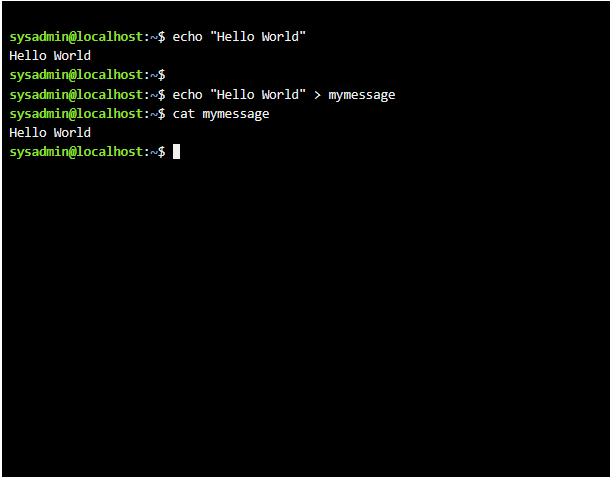 sysadmin@localhost:~$ echo "Hello World"
Hello World
sysadmin@localhost:~$
sysadmin@localhost:~$ echo "Hello World" > mymessage
sysadmin@localhost:~$ cat mymessage
Hello World
sysadmin@localhost:~$